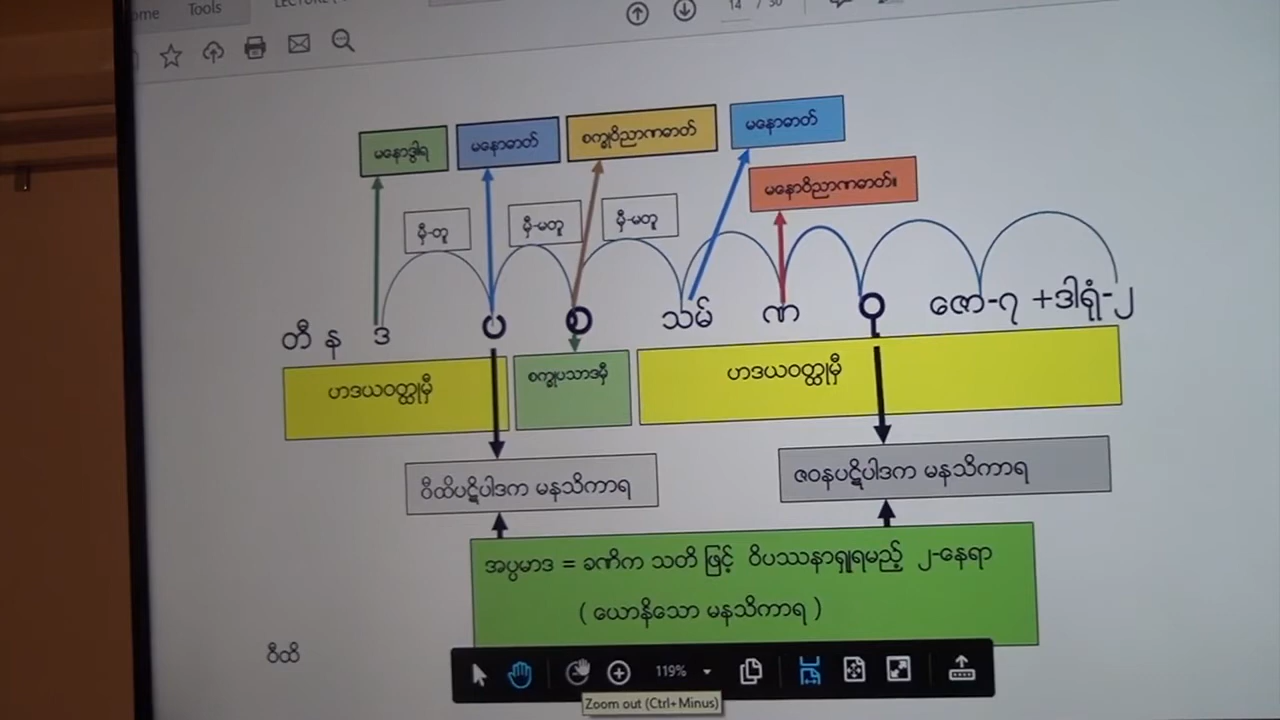 Tools
14 / 30
မနောဒွါရ
မနောဓာတ်
စက္ခုဝိညာဏဓာတ်
မနောဓာတ်
မနောဝိညာဏဓာတ်။
မှီ-တူ
မှီ-မတူ
မှီ-မတူ
တီ န ဒ ပ စ သမ် ဏ ဝု ဇော-၇ +ဒါရုံ-၂
ဟဒယဝတ္ထုမှီ
စက္ခုပသာဒမှီ
ဟဒယဝတ္ထုမှီ
ဝီထိပဋိပါဒက မနသိကာရ
ဇဝနပဋိပါဒက မနသိကာရ
အပ္ပမာဒ = ခဏိက သတိ ဖြင့် ဝိပဿနာရှုရမည့် ၂-နေရာ
( ယောနိသော မနသိကာရ )
ဝီထိ
119%
Zoom out (Ctrl+Minus)